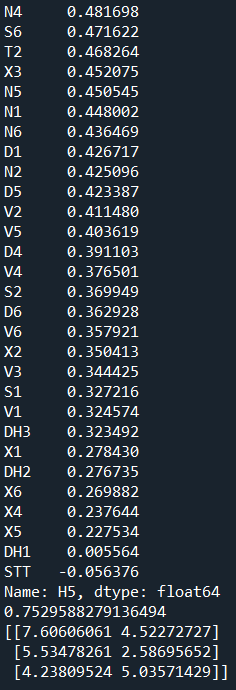 N4     0.481698
S6     0.471622
T2     0.468264
X3     0.452075
N5     0.450545
N1     0.448002
N6     0.436469
D1     0.426717
N2     0.425096
D5     0.423387
V2     0.411480
V5     0.403619
D4     0.391103
V4     0.376501
S2     0.369949
D6     0.362928
V6     0.357921
X2     0.350413
V3     0.344425
S1     0.327216
V1     0.324574
DH3    0.323492
X1     0.278430
DH2    0.276735
X6     0.269882
X4     0.237644
X5     0.227534
DH1    0.005564
STT   -0.056376
Name: H5, dtype: float64
0.7529588279136494
[[7.60606061 4.52272727]
 [5.53478261 2.58695652]
 [4.23809524 5.03571429]]